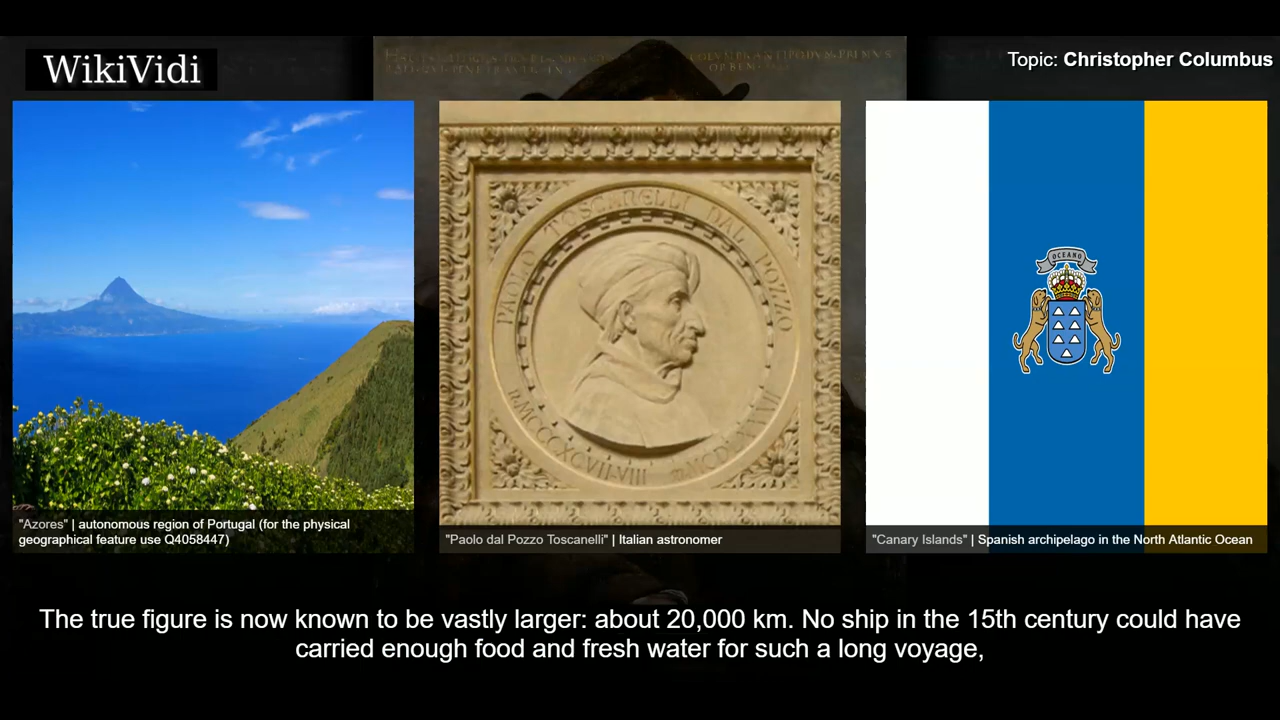 WikiVidi
Topic: Christopher Columbus
PAOLO TOSCANELLI DAL POZZO
OCEANO
"Azores" | autonomous region of Portugal (for the physical
geographical feature use Q4058447)
"Paolo dal Pozzo Toscanelli" | Italian astronomer
"Canary Islands" | Spanish archipelago in the North Atlantic Ocean
The true figure is now known to be vastly larger: about 20,000 km. No ship in the 15th century could have
carried enough food and fresh water for such a long voyage,